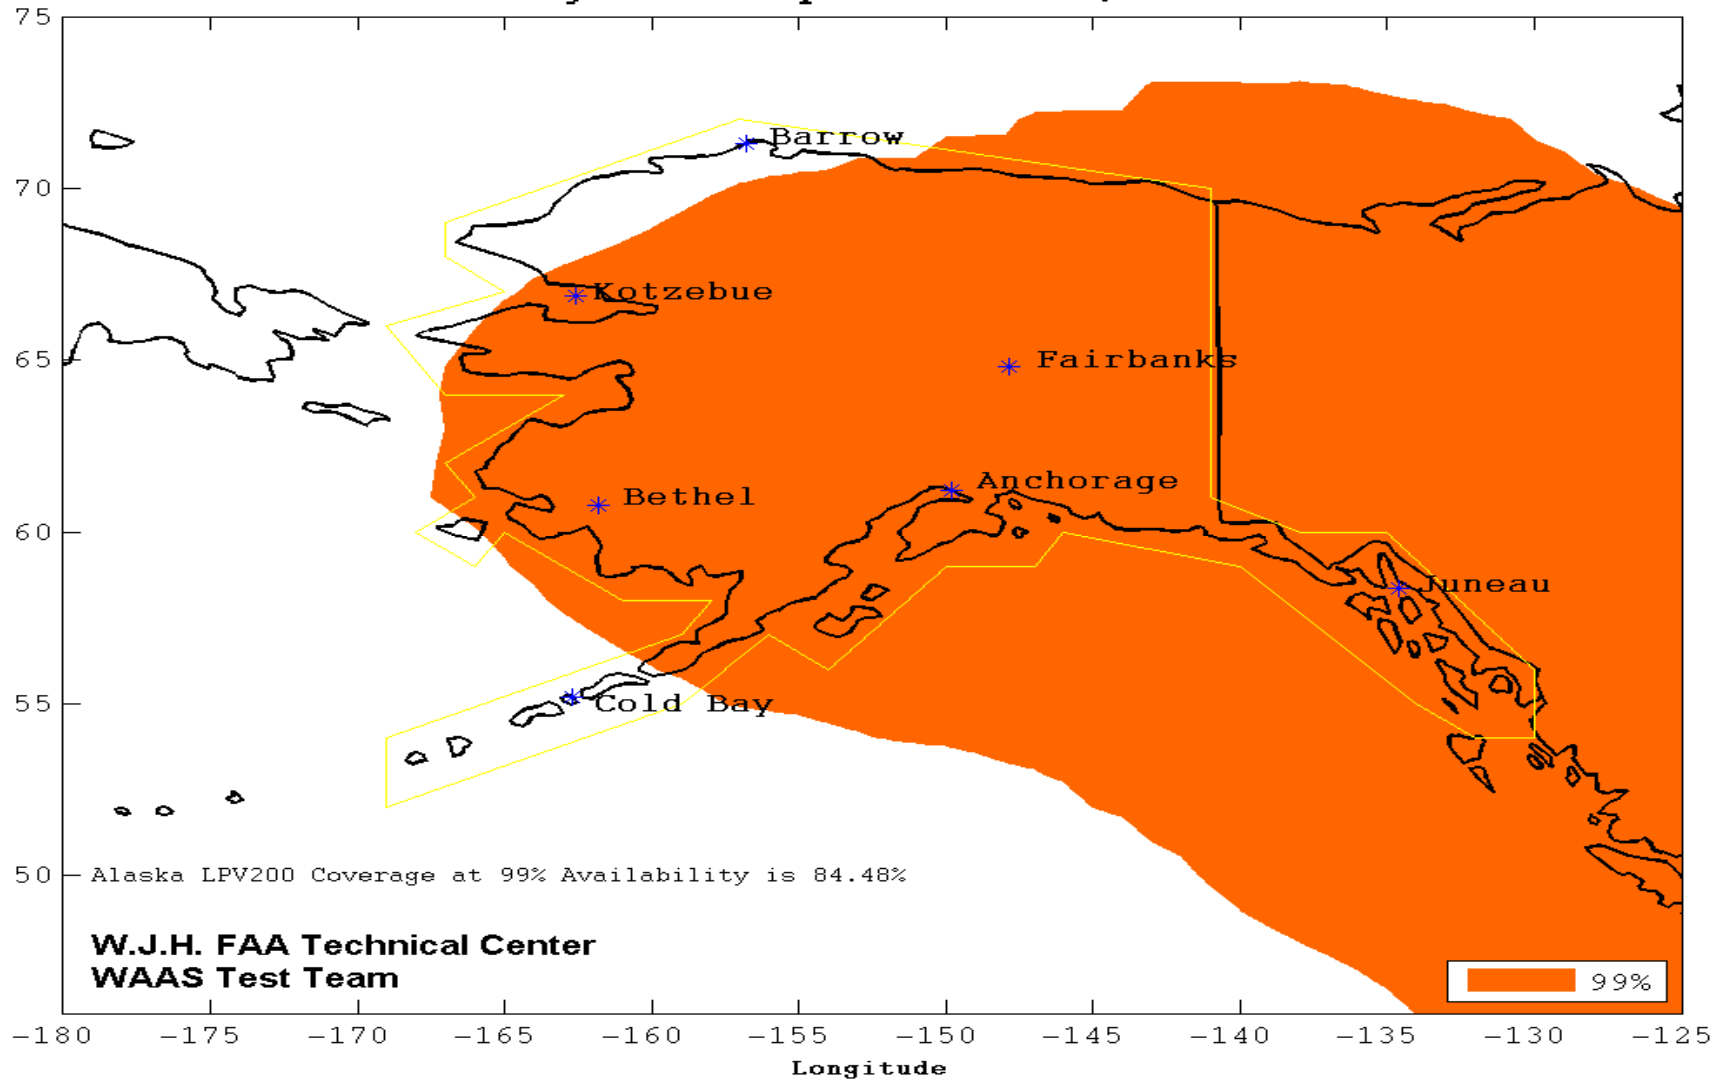 75
70
65
60
55
50
Barrow
Kotzebue
Fairbanks
Anchorage
Bethel
Juneau
Cold Bay
Alaska LPV200 Coverage at 99% Availability is 84.48%
W.J.H. FAA Technical Center
WAAS Test Team
99%
-180 -175 -170 -165 -160 -155 -150 -145 -140 -135 -130 -125
Longitude